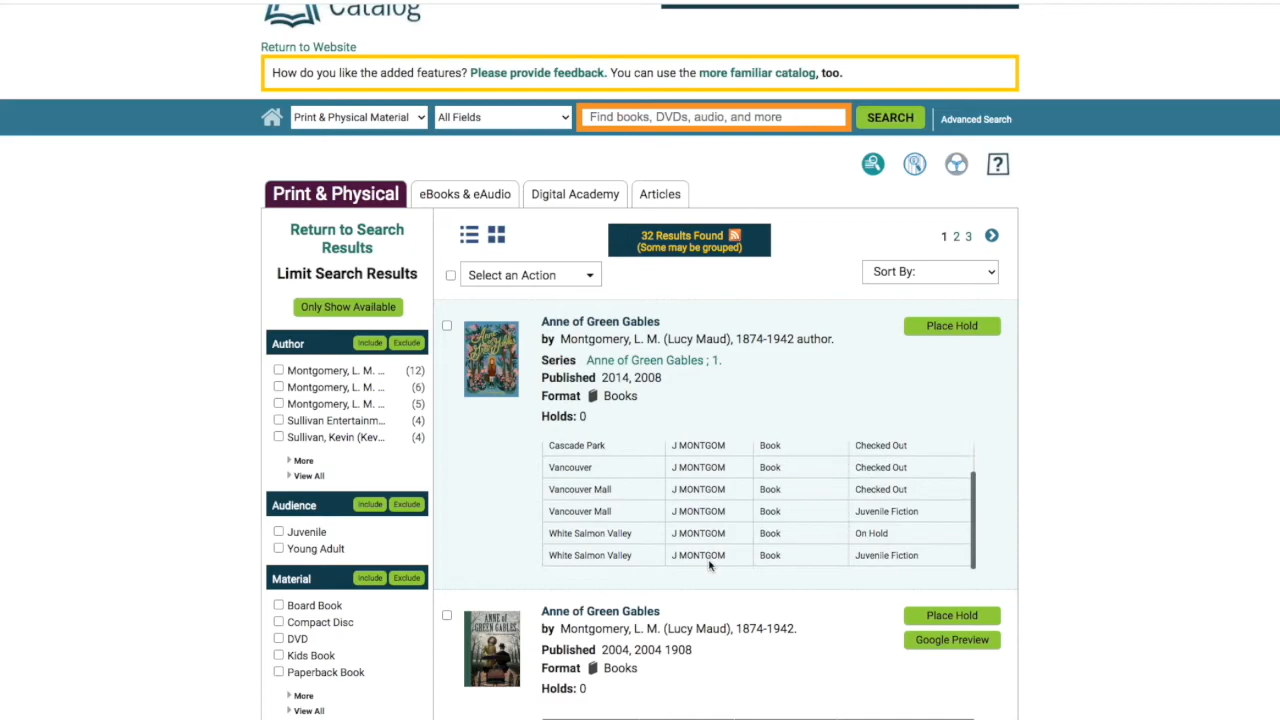 Catalog
Return to Website
How do you like the added features? Please provide feedback. You can use the more familiar catalog, too.
Print & Physical Material All Fields Find books, DVDs, audio, and more SEARCH Advanced Search
Print & Physical eBooks & eAudio Digital Academy Articles
Return to Search
Results
Limit Search Results
Only Show Available
Author Include Exclude
Montgomery, L. M. ... (12)
Montgomery, L. M. ... (6)
Montgomery, L. M. ... (5)
Sullivan Entertainm... (4)
Sullivan, Kevin (Kev... (4)
More
View All
Audience Include Exclude
Juvenile
Young Adult
Material Include Exclude
Board Book
Compact Disc
DVD
Kids Book
Paperback Book
More
View All
32 Results Found
(Some may be grouped)
1 2 3
Select an Action
Sort By:
Anne of Green Gables
by Montgomery, L. M. (Lucy Maud), 1874-1942 author.
Series Anne of Green Gables ; 1.
Published 2014, 2008
Format Books
Holds: 0
Place Hold
Cascade Park J MONTGOM Book Checked Out
Vancouver J MONTGOM Book Checked Out
Vancouver Mall J MONTGOM Book Checked Out
Vancouver Mall J MONTGOM Book Juvenile Fiction
White Salmon Valley J MONTGOM Book On Hold
White Salmon Valley J MONTGOM Book Juvenile Fiction
ANNE of
GREEN GABLES
Anne of Green Gables
by Montgomery, L. M. (Lucy Maud), 1874-1942.
Published 2004, 2004 1908
Format Books
Holds: 0
Place Hold
Google Preview